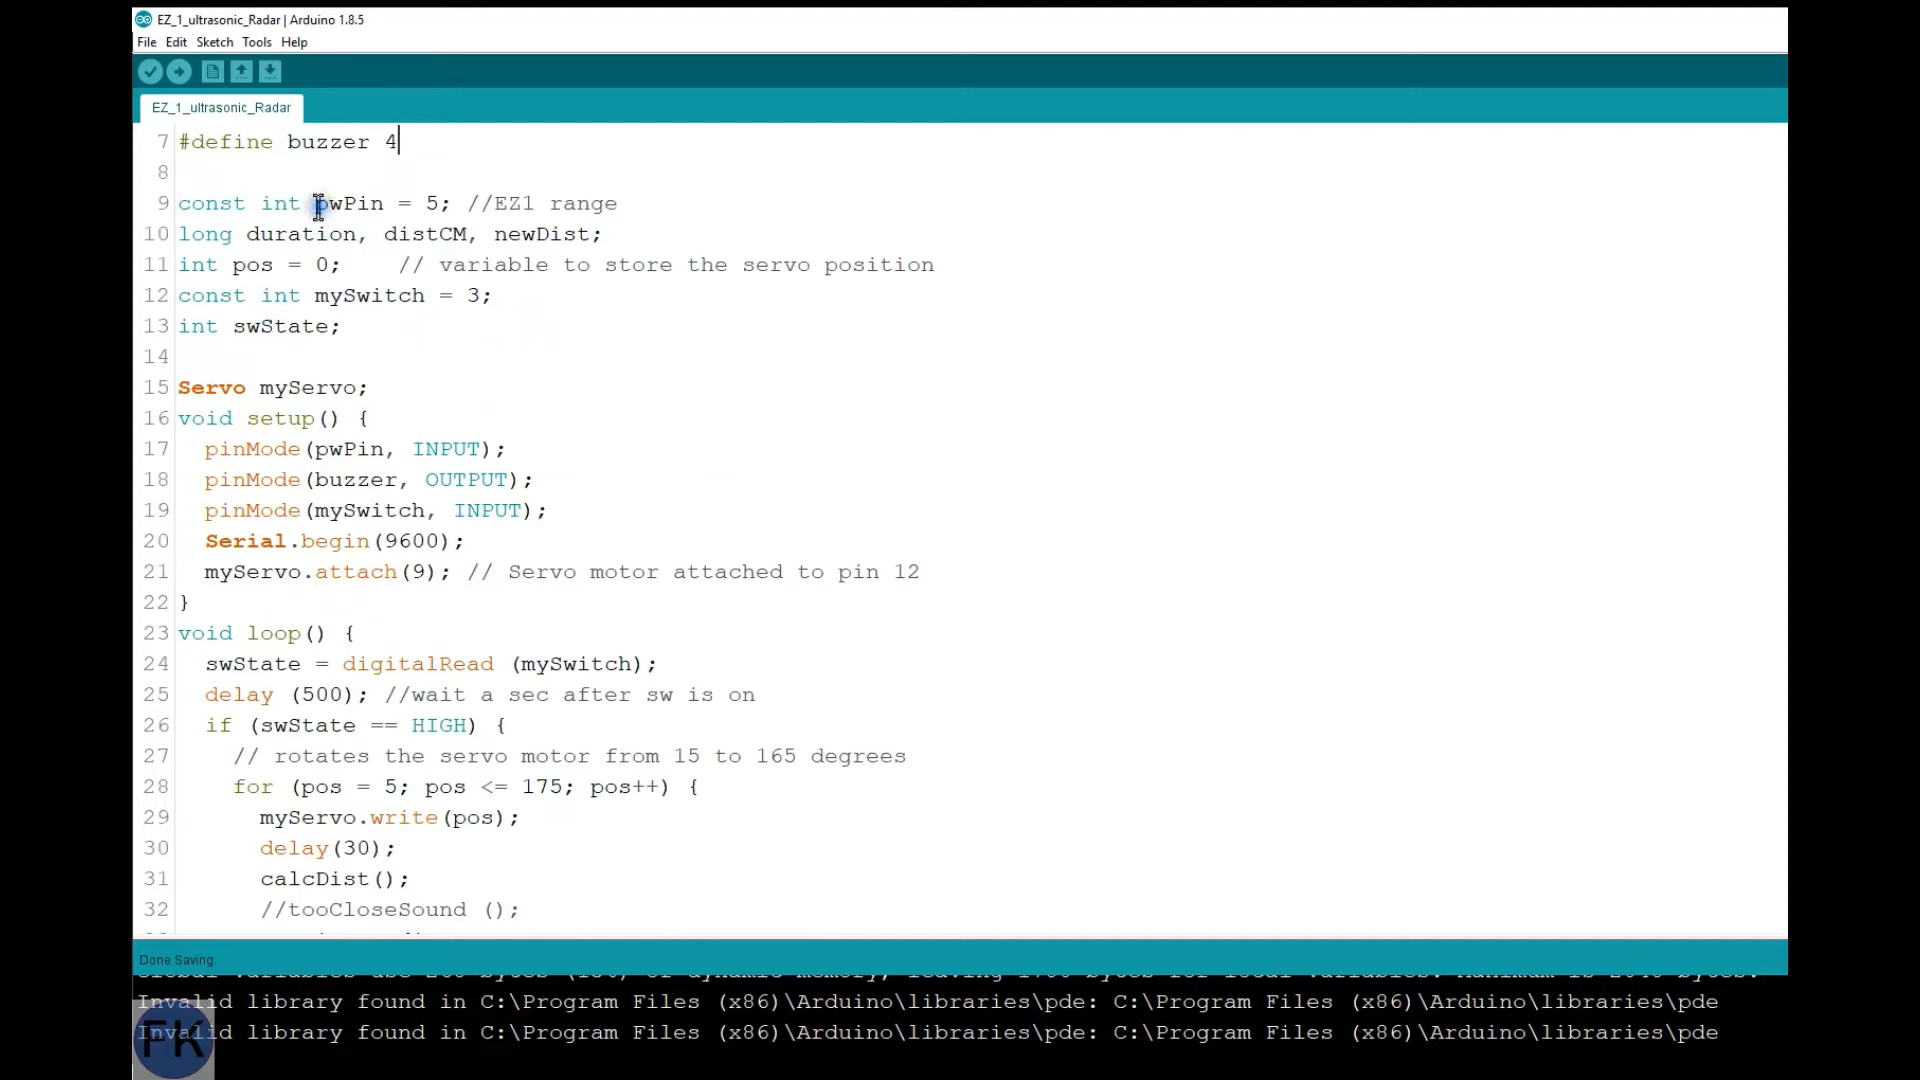 EZ_1_ultrasonic_Radar | Arduino 1.8.5
File Edit Sketch Tools Help
EZ_1_ultrasonic_Radar
7 #define buzzer 4
8
9 const int pwPin = 5; //EZ1 range
10 long duration, distCM, newDist;
11 int pos = 0; // variable to store the servo position
12 const int mySwitch = 3;
13 int swState;
14
15 Servo myServo;
16 void setup() {
17 pinMode(pwPin, INPUT);
18 pinMode(buzzer, OUTPUT);
19 pinMode(mySwitch, INPUT);
20 Serial.begin(9600);
21 myServo.attach(9); // Servo motor attached to pin 12
22 }
23 void loop() {
24 swState = digitalRead (mySwitch);
25 delay (500); //wait a sec after sw is on
26 if (swState == HIGH) {
27 // rotates the servo motor from 15 to 165 degrees
28 for (pos = 5; pos <= 175; pos++) {
29 myServo.write(pos);
30 delay(30);
31 calcDist();
32 //tooCloseSound ();
Done Saving.
Invalid library found in C:\Program Files (x86)\Arduino\libraries\pde: C:\Program Files (x86)\Arduino\libraries\pde
Invalid library found in C:\Program Files (x86)\Arduino\libraries\pde: C:\Program Files (x86)\Arduino\libraries\pde
FK